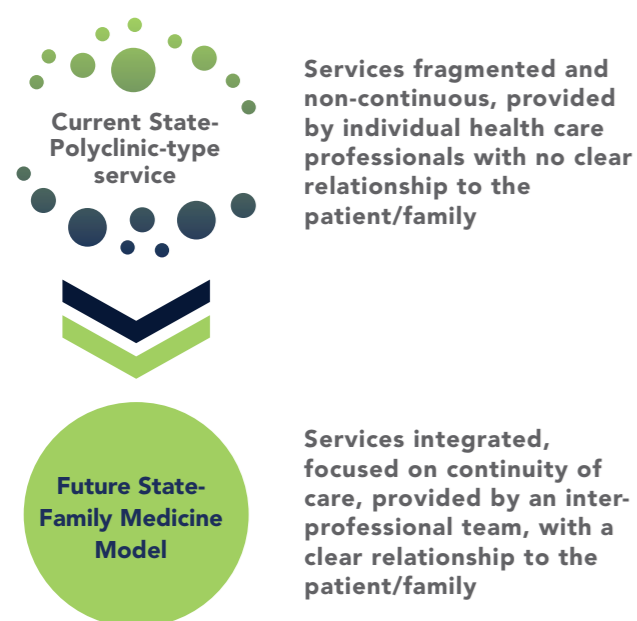 Current State-
Polyclinic-type
service
Services fragmented and
non-continuous, provided
by individual health care
professionals with no clear
relationship to the
patient/family
Future State-
Family Medicine
Model
Services integrated,
focused on continuity of
care, provided by an inter-
professional team, with a
clear relationship to the
patient/family